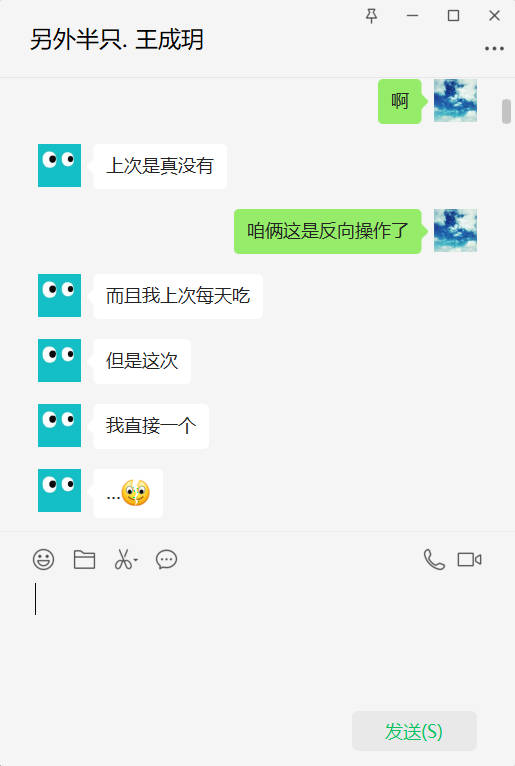 另外半只. 王成玥
啊
上次是真没有
咱俩这是反向操作了
而且我上次每天吃
但是这次
我直接一个
...
发送(S)